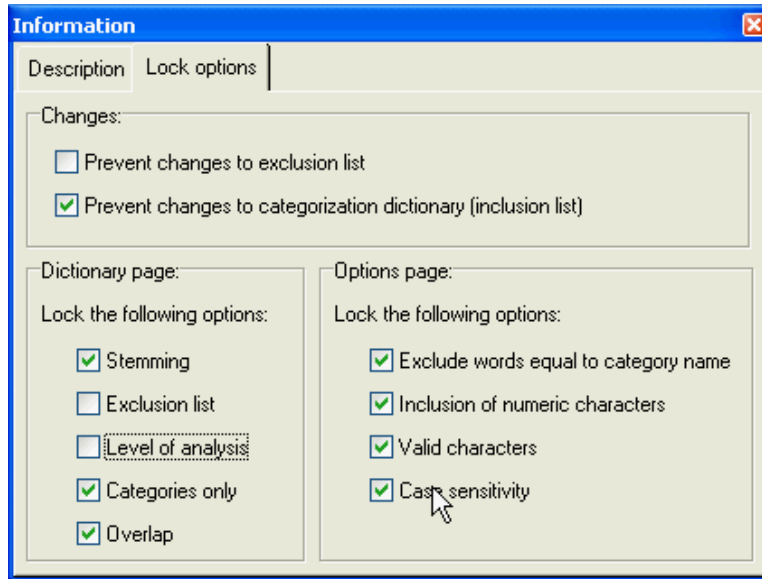 Information
Description
Lock options
Changes:
Prevent changes to exclusion list
Prevent changes to categorization dictionary (inclusion list)
Dictionary page:
Lock the following options:
Stemming
Exclusion list
Level of analysis
Categories only
Overlap
Options page:
Lock the following options:
Exclude words equal to category name
Inclusion of numeric characters
Valid characters
Case sensitivity